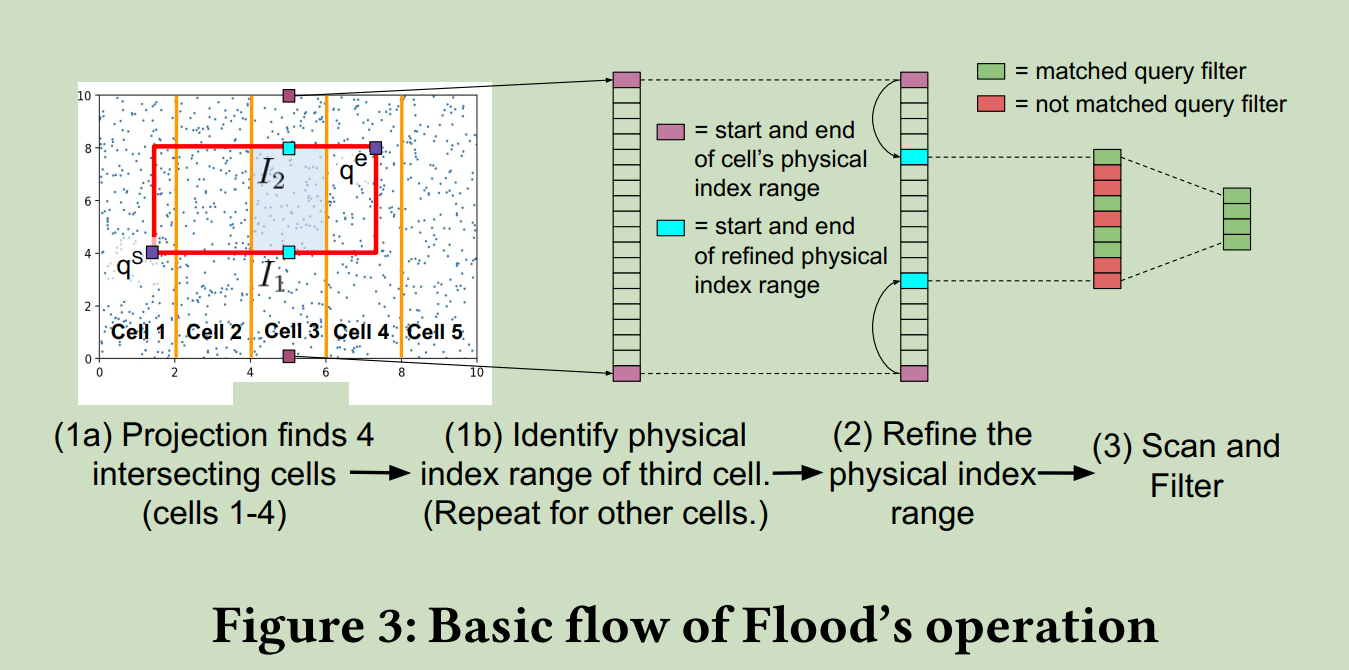 10
8
6
4
2
0
0
2
4
6
8
10
I2
qe
qs
I1
Cell 1
Cell 2
Cell 3
Cell 4
Cell 5
= start and end
of cell's physical
index range
= start and end
of refined physical
index range
= matched query filter
= not matched query filter
(1a) Projection finds 4
intersecting cells
(cells 1-4)
(1b) Identify physical
index range of third cell.
(Repeat for other cells.)
(2) Refine the
physical index
range
(3) Scan and
Filter
Figure 3: Basic flow of Flood's operation